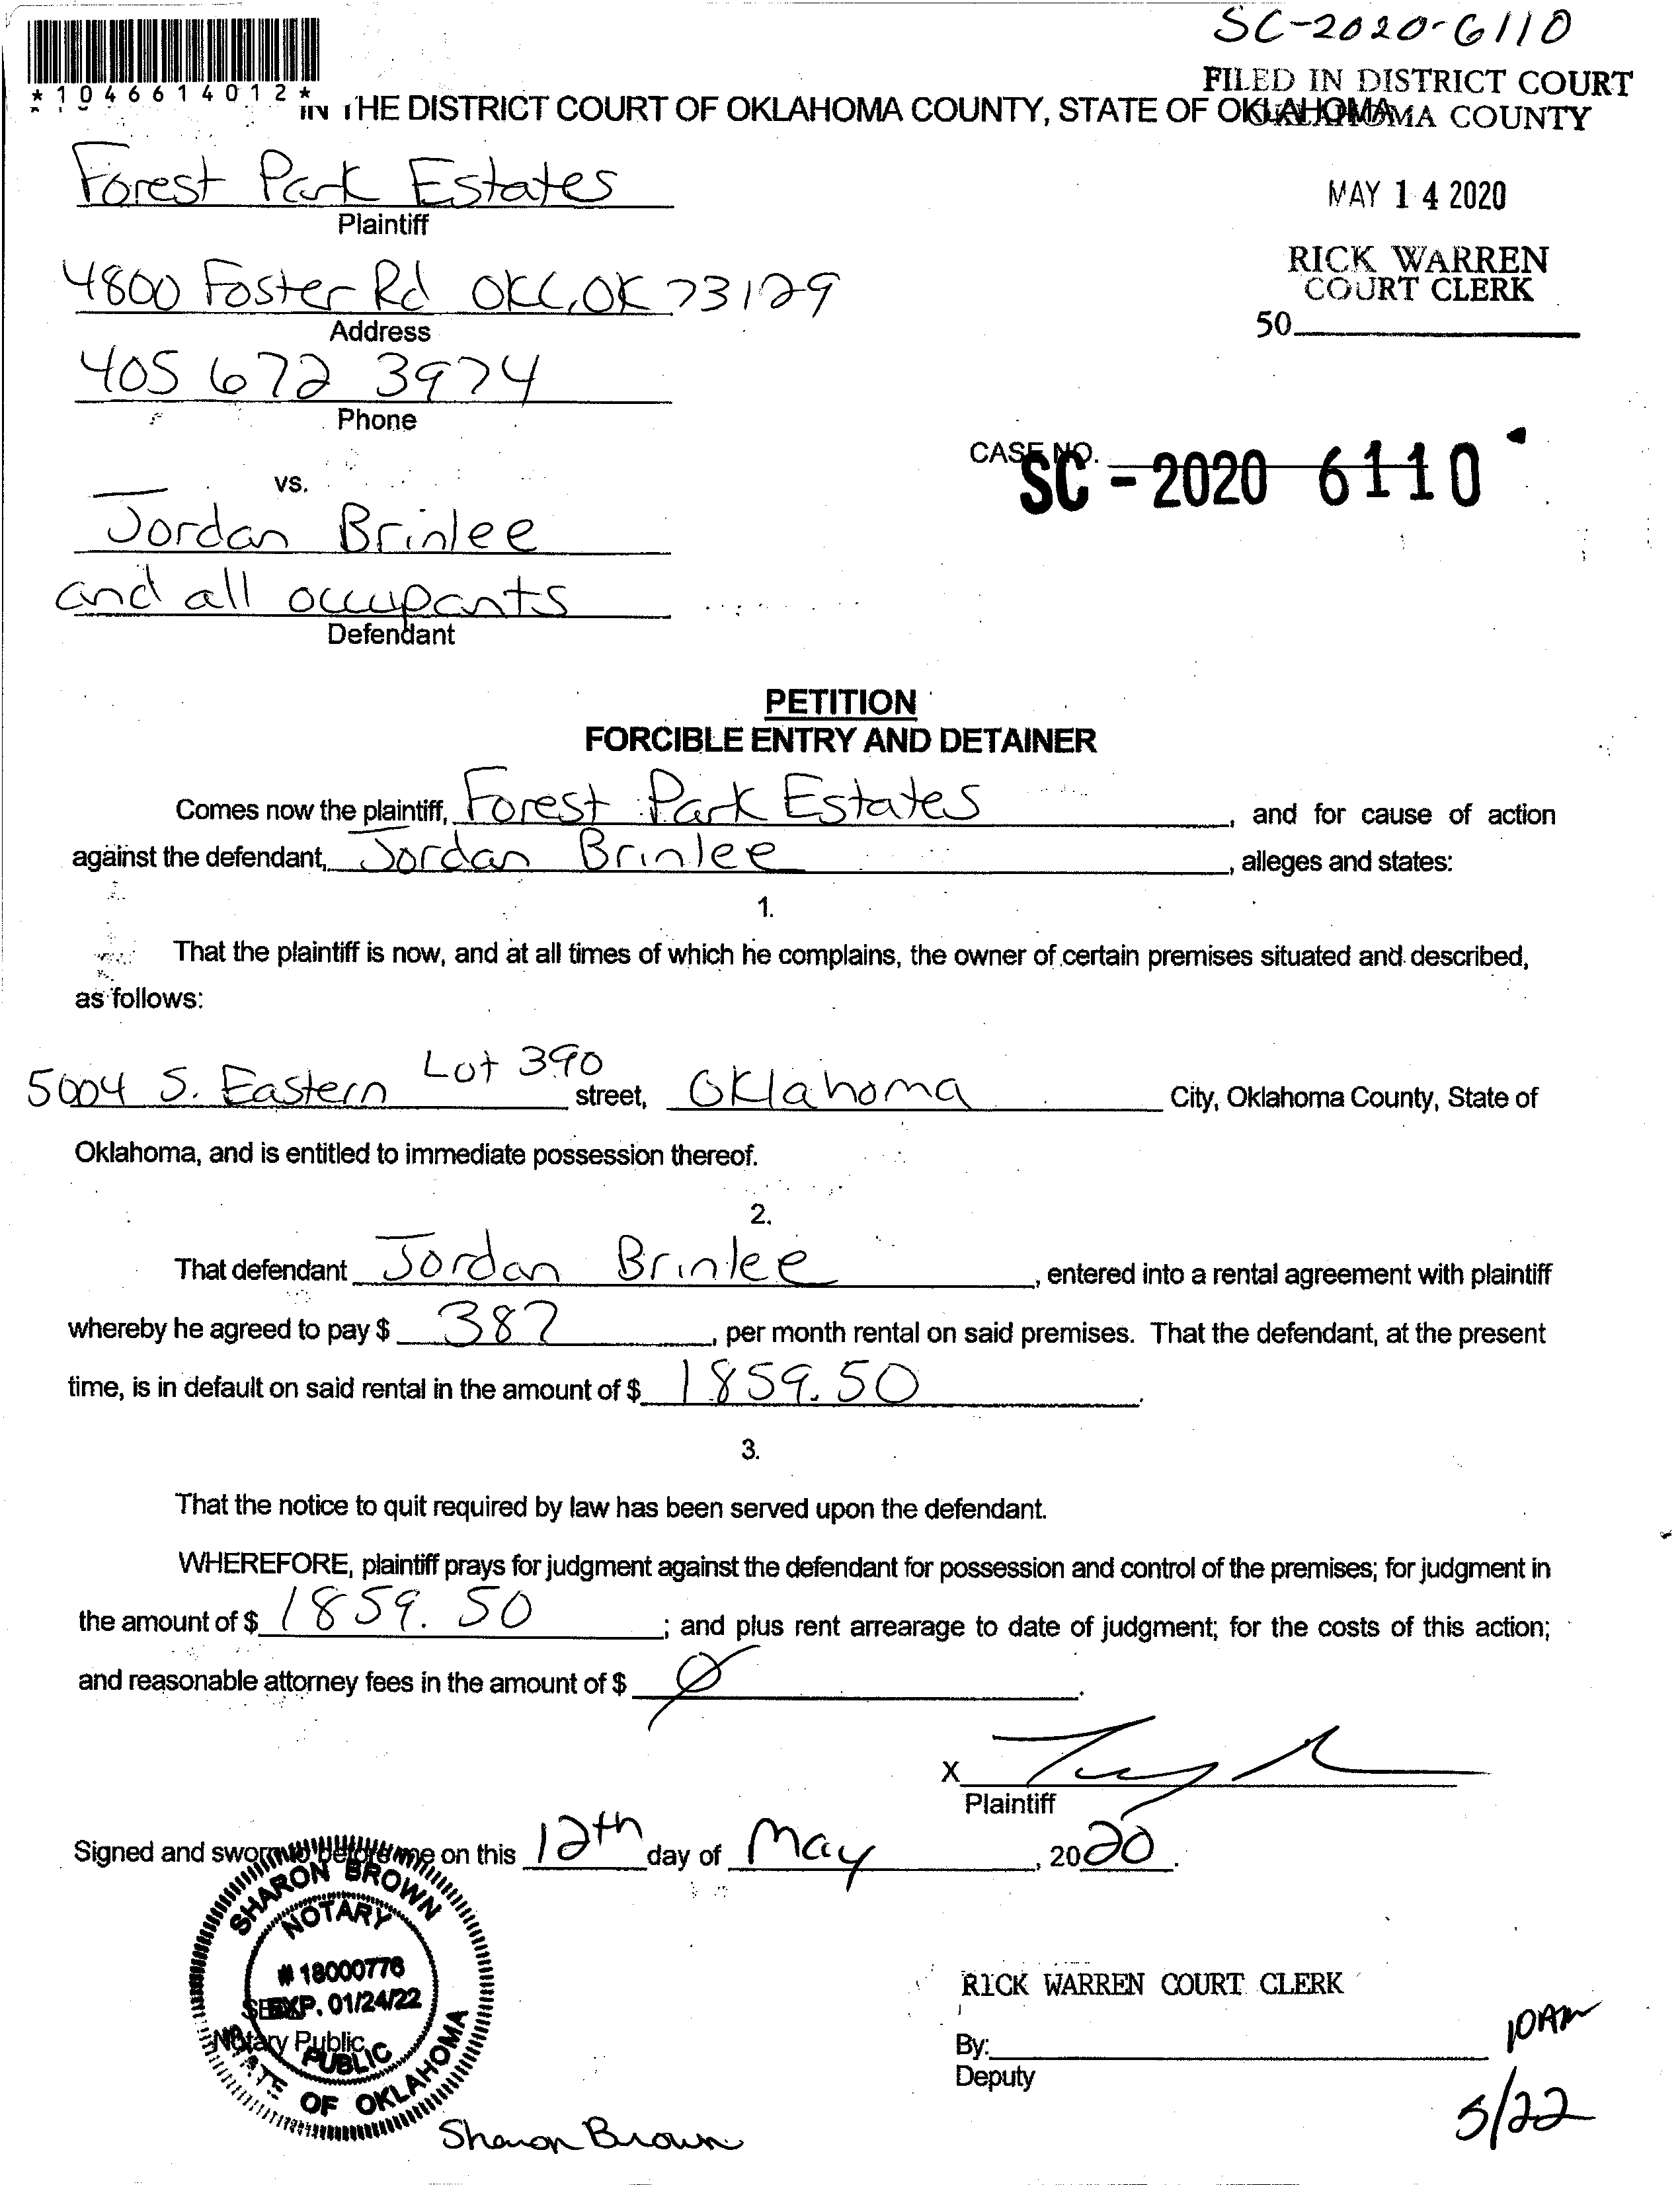 SC-2020-6110
FILED IN DISTRICT COURT
*1046614012*
IN THE DISTRICT COURT OF OKLAHOMA COUNTY, STATE OF OKLAHOMA
OKLAHOMA COUNTY
Forest Park Estates
Plaintiff
MAY 14 2020
RICK WARREN
COURT CLERK
4800 Foster Rd OKC, OK 73129
Address
50
405 672 3974
Phone
CASE NO.
SC - 2020 6110
vs.
Jordan Brinlee
and all occupants
Defendant
PETITION
FORCIBLE ENTRY AND DETAINER
Comes now the plaintiff, Forest Park Estates, and for cause of action
against the defendant, Jordan Brinlee, alleges and states:
1.
That the plaintiff is now, and at all times of which he complains, the owner of certain premises situated and described,
as follows:
5004 S. Eastern Lot 390 street, Oklahoma City, Oklahoma County, State of
Oklahoma, and is entitled to immediate possession thereof.
2.
That defendant Jordan Brinlee, entered into a rental agreement with plaintiff
whereby he agreed to pay $ 387, per month rental on said premises. That the defendant, at the present
time, is in default on said rental in the amount of $ 1859.50.
3.
That the notice to quit required by law has been served upon the defendant.
WHEREFORE, plaintiff prays for judgment against the defendant for possession and control of the premises; for judgment in
the amount of $ 1859.50; and plus rent arrearage to date of judgment; for the costs of this action;
and reasonable attorney fees in the amount of $ Ø.
X
Plaintiff
Signed and sworn to before me on this 12th day of May, 2020.
SHARON BROWN
NOTARY
# 18000776
EXP. 01/24/22
SEAL
Notary Public
PUBLIC
STATE OF OKLAHOMA
Sharon Brown
RICK WARREN COURT CLERK
By:
Deputy
10AM
5/22